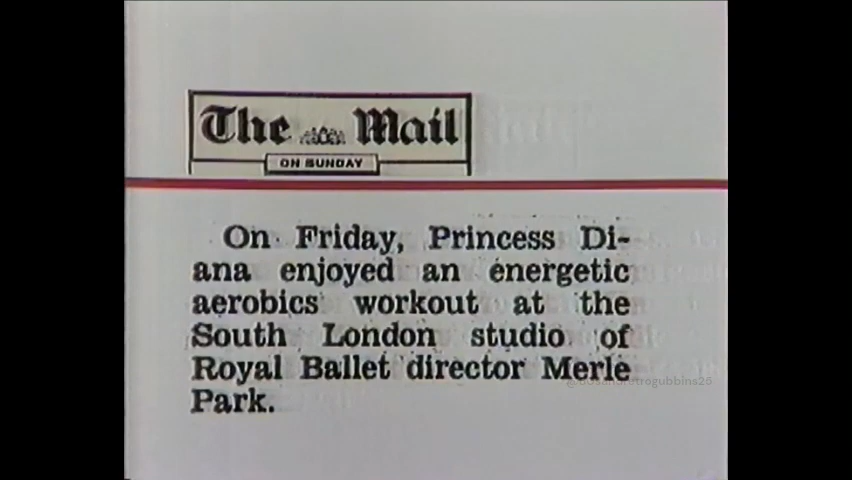 The Mail
ON SUNDAY
On Friday, Princess Di-
ana enjoyed an energetic
aerobics workout at the
South London studio of
Royal Ballet director Merle
Park.